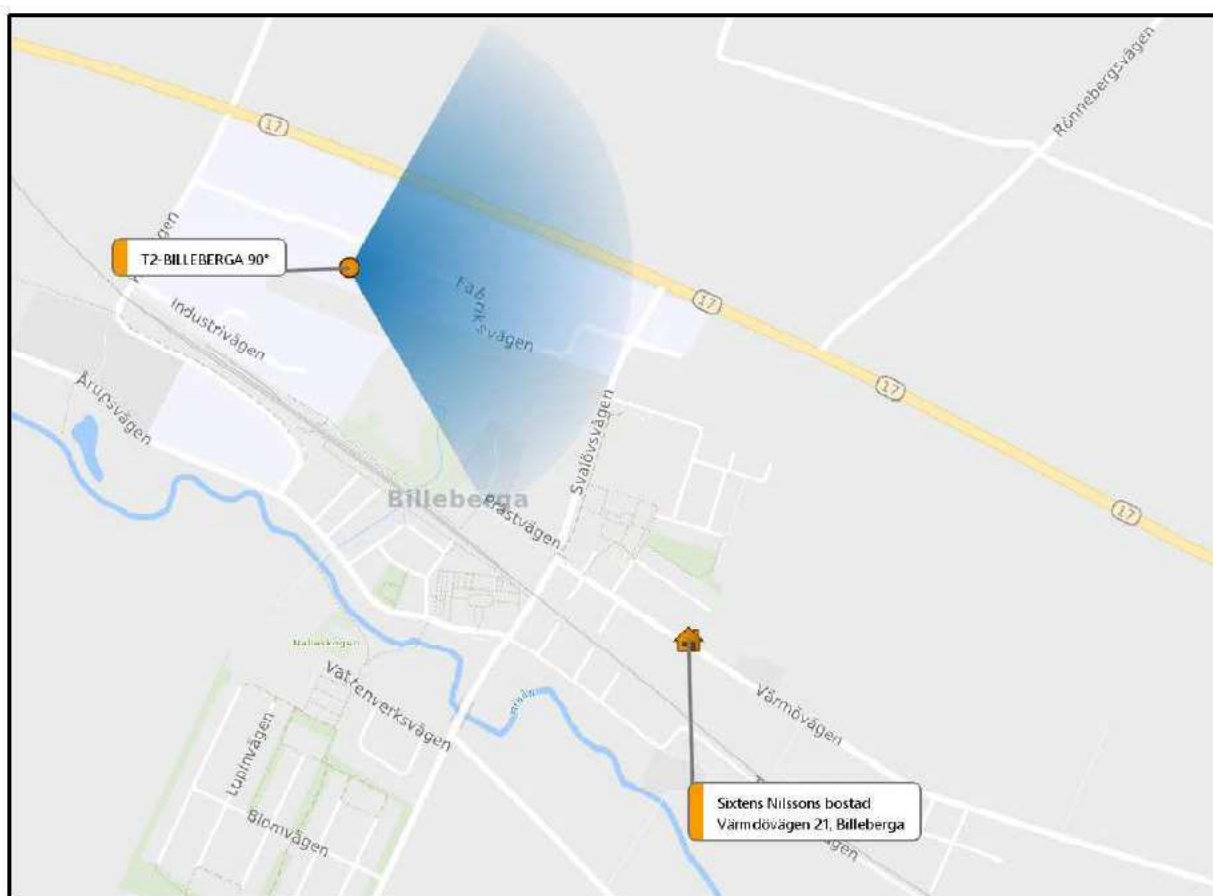 Rönnebergsvägen
17
T2-BILLEBERGA 90°
Industrivägen
Fabriksvägen
17
Årupsvägen
17
Svalövsvägen
Billeberga
17
Prästvägen
Vattenverksvägen
Värmövägen
Lupinvägen
Blomvägen
Sixtens Nilssons bostad
Värmdövägen 21, Billeberga